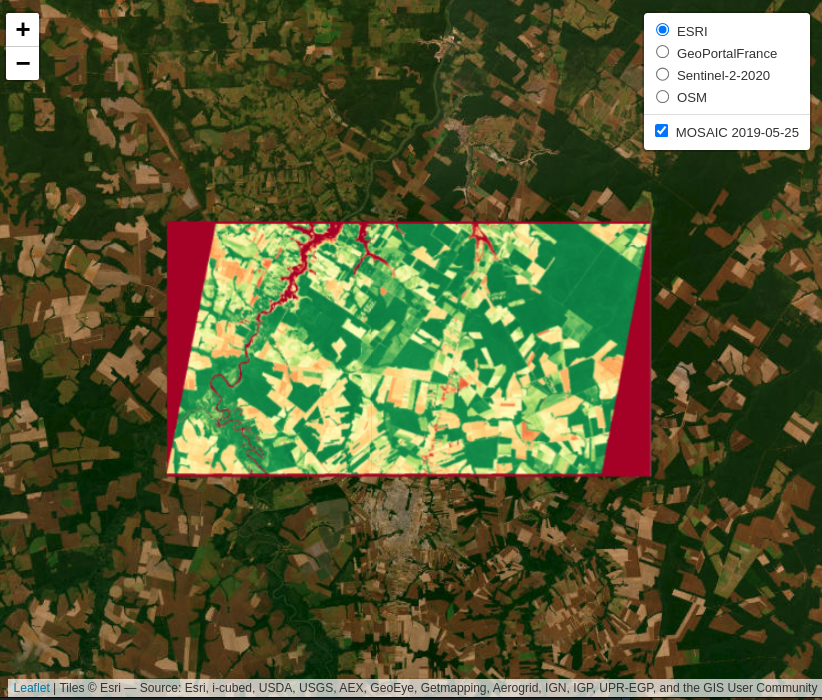 +
−
ESRI
GeoPortalFrance
Sentinel-2-2020
OSM
MOSAIC 2019-05-25
Leaflet | Tiles © Esri — Source: Esri, i-cubed, USDA, USGS, AEX, GeoEye, Getmapping, Aerogrid, IGN, IGP, UPR-EGP, and the GIS User Community